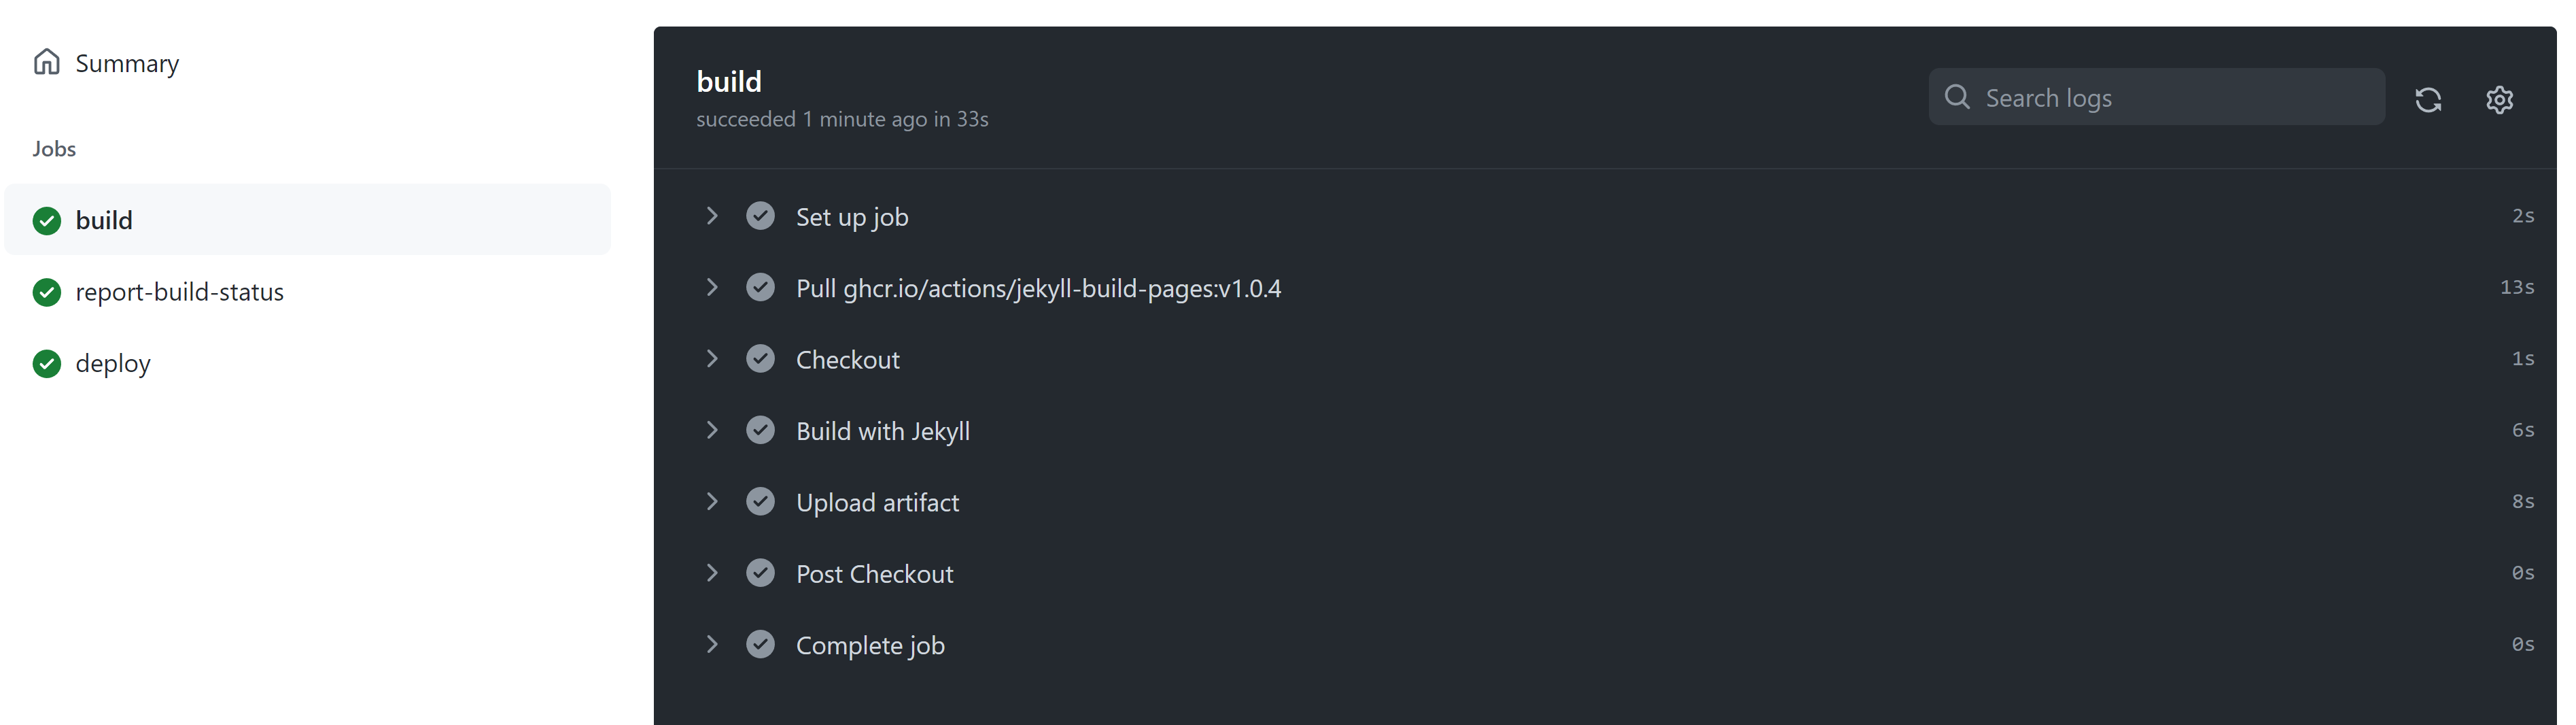 Summary
Jobs
build
report-build-status
deploy
build
succeeded 1 minute ago in 33s
Search logs
Set up job 2s
Pull ghcr.io/actions/jekyll-build-pages:v1.0.4 13s
Checkout 1s
Build with Jekyll 6s
Upload artifact 8s
Post Checkout 0s
Complete job 0s